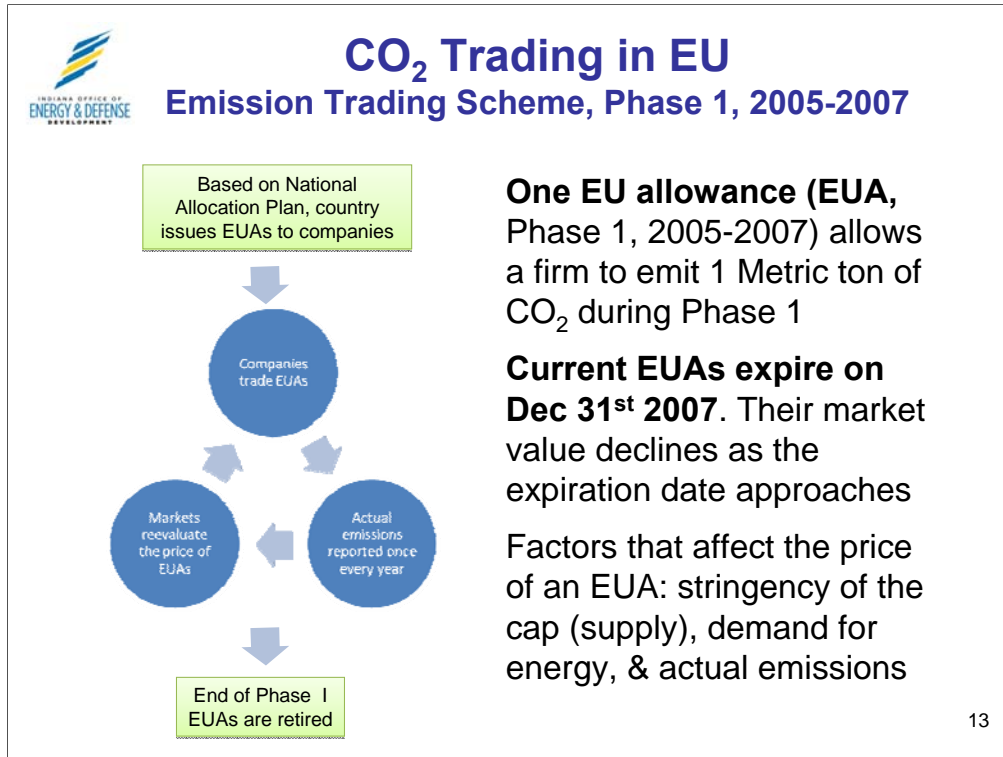 INDIANA OFFICE OF
ENERGY & DEFENSE
DEVELOPMENT
CO₂ Trading in EU
Emission Trading Scheme, Phase 1, 2005-2007
Based on National
Allocation Plan, country
issues EUAs to companies
Companies
trade EUAs
Actual
emissions
reported once
every year
Markets
reevaluate
the price of
EUAs
End of Phase I
EUAs are retired
One EU allowance (EUA,
Phase 1, 2005-2007) allows
a firm to emit 1 Metric ton of
CO₂ during Phase 1
Current EUAs expire on
Dec 31ˢᵗ 2007. Their market
value declines as the
expiration date approaches
Factors that affect the price
of an EUA: stringency of the
cap (supply), demand for
energy, & actual emissions
13